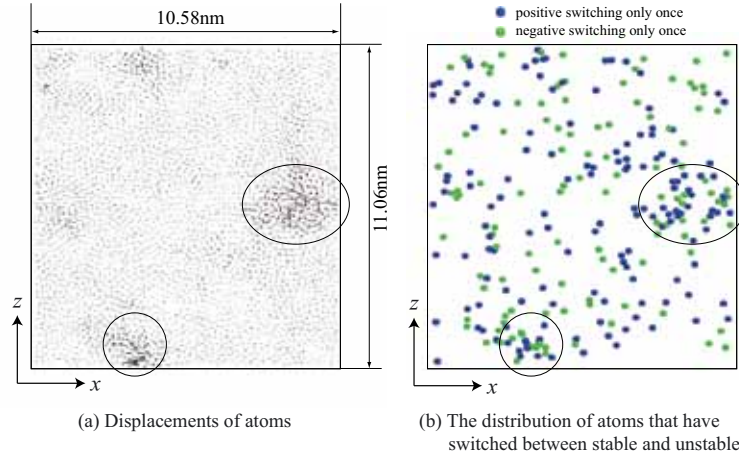 10.58nm
11.06nm
z
x
(a) Displacements of atoms
positive switching only once
negative switching only once
z
x
(b) The distribution of atoms that have
switched between stable and unstable